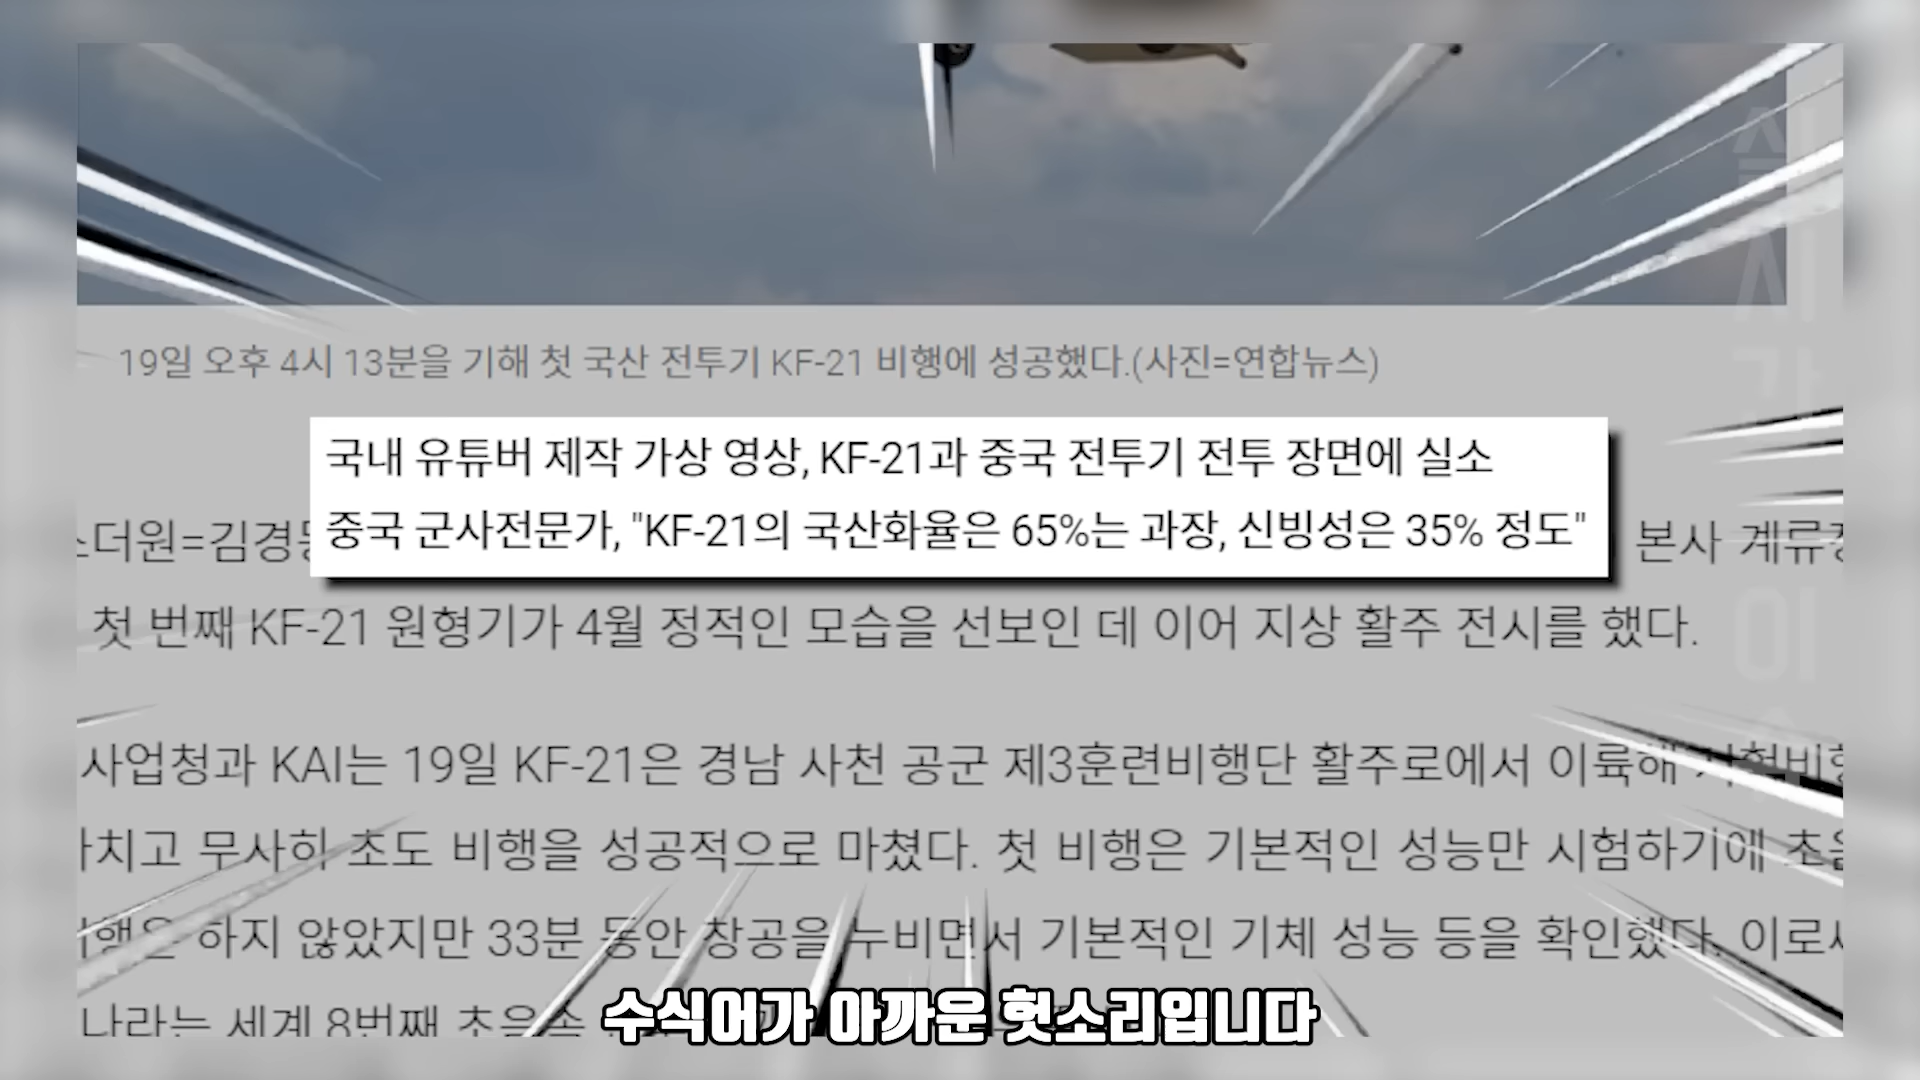 19일 오후 4시 13분을 기해 첫 국산 전투기 KF-21 비행에 성공했다.(사진=연합뉴스)
국내 유튜버 제작 가상 영상, KF-21과 중국 전투기 전투 장면에 실소
중국 군사전문가, "KF-21의 국산화율은 65%는 과장, 신빙성은 35% 정도"
더원=김경 본사 계류
첫 번째 KF-21 원형기가 4월 정적인 모습을 선보인 데 이어 지상 활주 전시를 했다.
사업청과 KAI는 19일 KF-21은 경남 사천 공군 제3훈련비행단 활주로에서 이륙해
치고 무사히 초도 비행을 성공적으로 마쳤다. 첫 비행은 기본적인 성능만 시험하기에
하지 않았지만 33분 동안 창공을 누비면서 기본적인 기체 성능 등을 확인했다. 이로
나라는 세계 8번째 초음속
수식어가 아까운 헛소리입니다